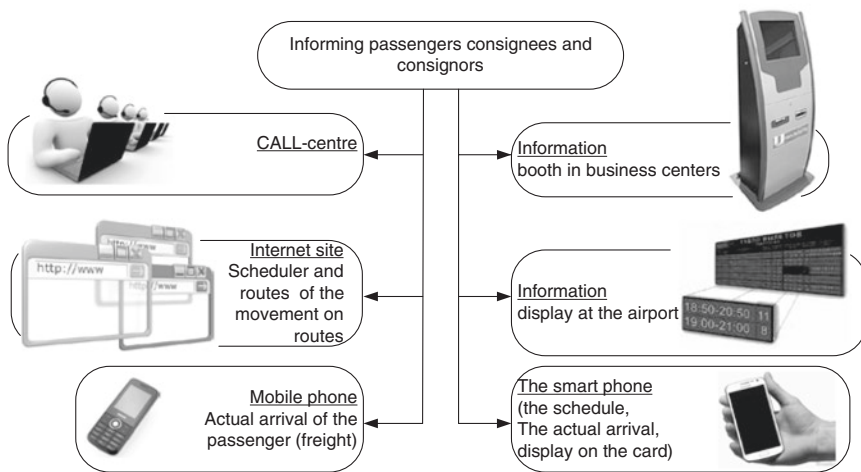 Informing passengers consignees and
consignors
CALL-centre
Information
booth in business centers
http://www
http://www
Internet site
Scheduler and
routes of the
movement on
routes
Information
display at the airport
18:50-20:50 11
19:00-21:00 8
Mobile phone
Actual arrival of the
passenger (freight)
The smart phone
(the schedule,
The actual arrival,
display on the card)